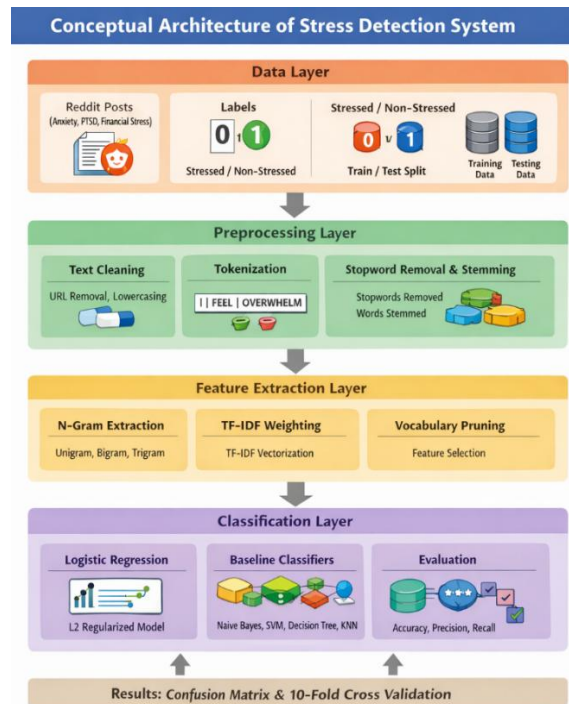 Conceptual Architecture of Stress Detection System
Data Layer
Reddit Posts
(Anxiety, PTSD, Financial Stress)
Labels
0 1
Stressed / Non-Stressed
Stressed / Non-Stressed
0 V 1
Train / Test Split
Training Data
Testing Data
Preprocessing Layer
Text Cleaning
URL Removal, Lowercasing
Tokenization
I | FEEL | OVERWHELM
Stopword Removal & Stemming
Stopwords Removed
Words Stemmed
Feature Extraction Layer
N-Gram Extraction
Unigram, Bigram, Trigram
TF-IDF Weighting
TF-IDF Vectorization
Vocabulary Pruning
Feature Selection
Classification Layer
Logistic Regression
L2 Regularized Model
Baseline Classifiers
Naive Bayes, SVM, Decision Tree, KNN
Evaluation
Accuracy, Precision, Recall
Results: Confusion Matrix & 10-Fold Cross Validation